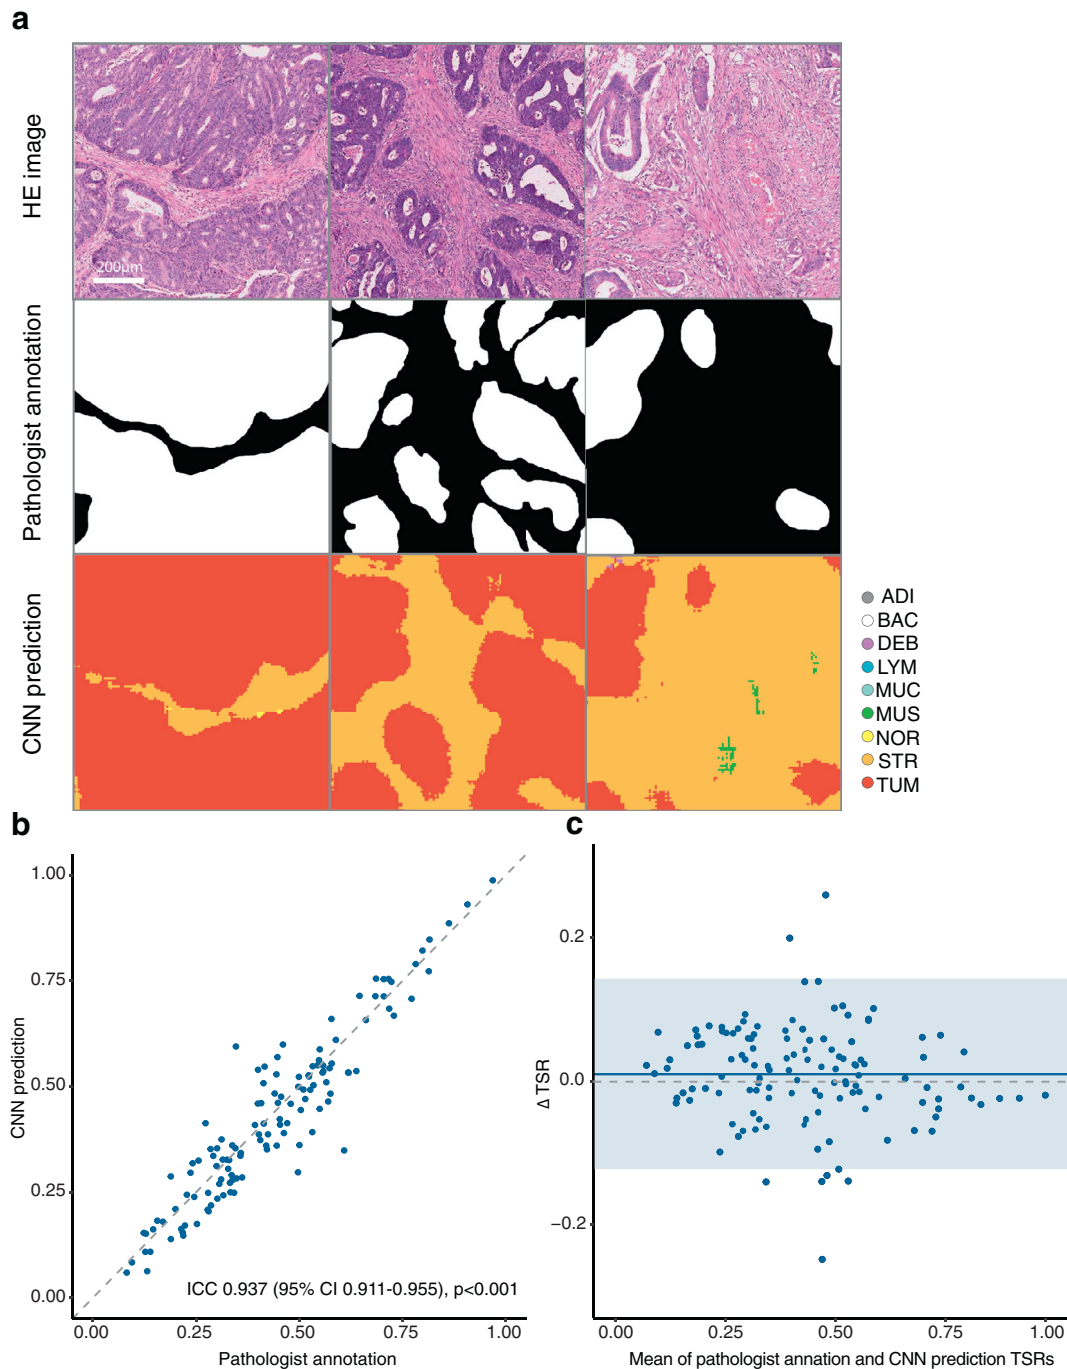 a
HE image
200um
Pathologist annotation
CNN prediction
ADI
BAC
DEB
LYM
MUC
MUS
NOR
STR
TUM
b
CNN prediction
1.00
0.75
0.50
0.25
0.00
ICC 0.937 (95% CI 0.911-0.955), p<0.001
0.00 0.25 0.50 0.75 1.00
Pathologist annotation
c
Δ TSR
0.2
0.0
−0.2
0.00 0.25 0.50 0.75 1.00
Mean of pathologist annation and CNN prediction TSRs